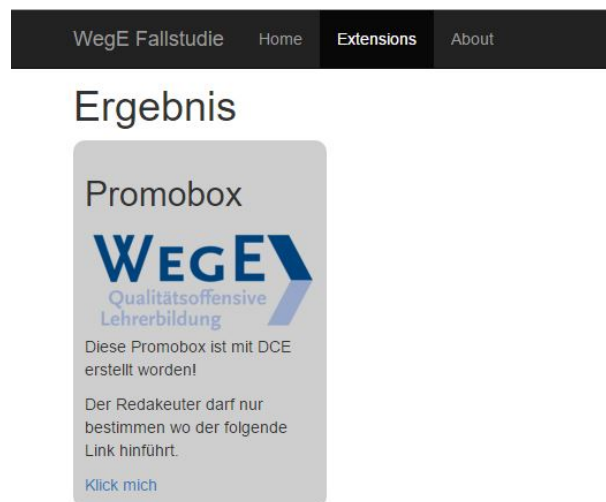 WegE Fallstudie Home Extensions About
Ergebnis
Promobox
WEGE
Qualitätsoffensive
Lehrerbildung
Diese Promobox ist mit DCE
erstellt worden!
Der Redakeuter darf nur
bestimmen wo der folgende
Link hinführt.
Klick mich